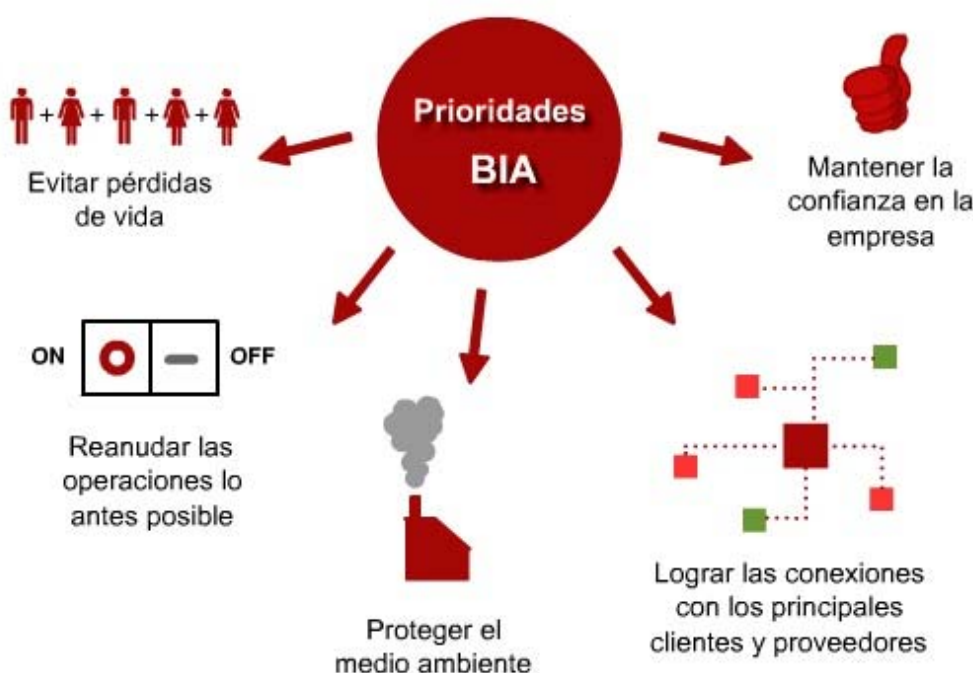 Prioridades
BIA
+ + + +
Evitar pérdidas
de vida
Mantener la
confianza en la
empresa
ON OFF
Reanudar las
operaciones lo
antes posible
Proteger el
medio ambiente
Lograr las conexiones
con los principales
clientes y proveedores